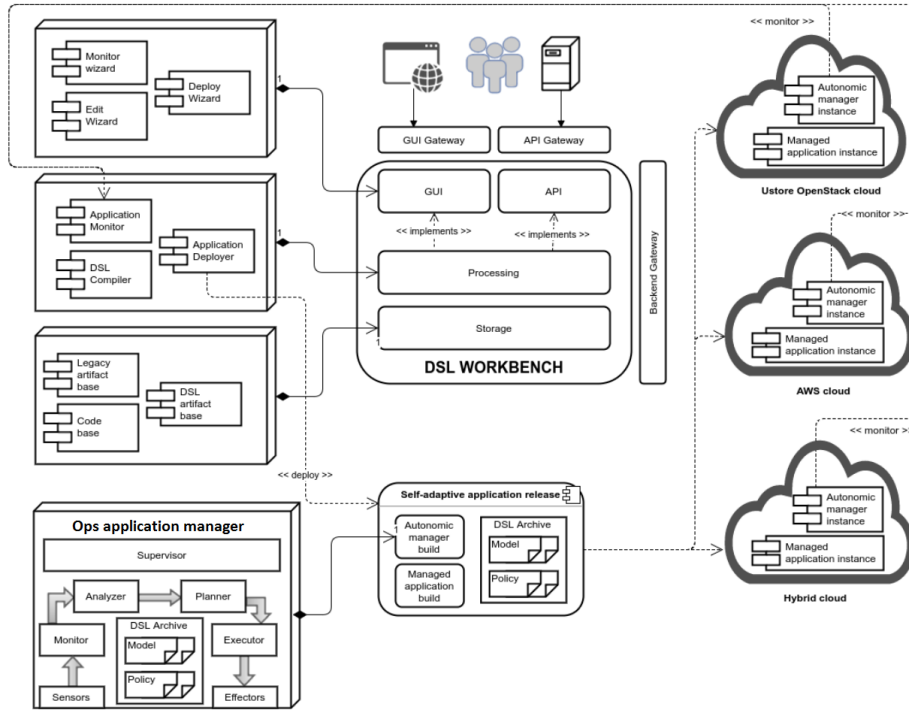 << monitor >>
Monitor
wizard
Deploy
Wizard
Edit
Wizard
1
GUI Gateway
API Gateway
Autonomic
manager
instance
Managed
application instance
Ustore OpenStack cloud
Application
Monitor
Application
Deployer
DSL
Compiler
1
GUI
API
<< implements >>
<< implements >>
Processing
Storage
1
DSL WORKBENCH
Backend Gateway
<< monitor >>
Autonomic
manager
instance
Managed
application instance
AWS cloud
Legacy
artifact
base
DSL
artifact
base
Code
base
<< deploy >>
<< monitor >
Autonomic
manager
instance
Managed
application instance
Hybrid cloud
Self-adaptive application release
1
Autonomic
manager
build
Managed
application
build
DSL Archive
Model
Policy
Ops application manager
Supervisor
Analyzer
Planner
Monitor
DSL Archive
Model
Policy
Executor
Sensors
Effectors